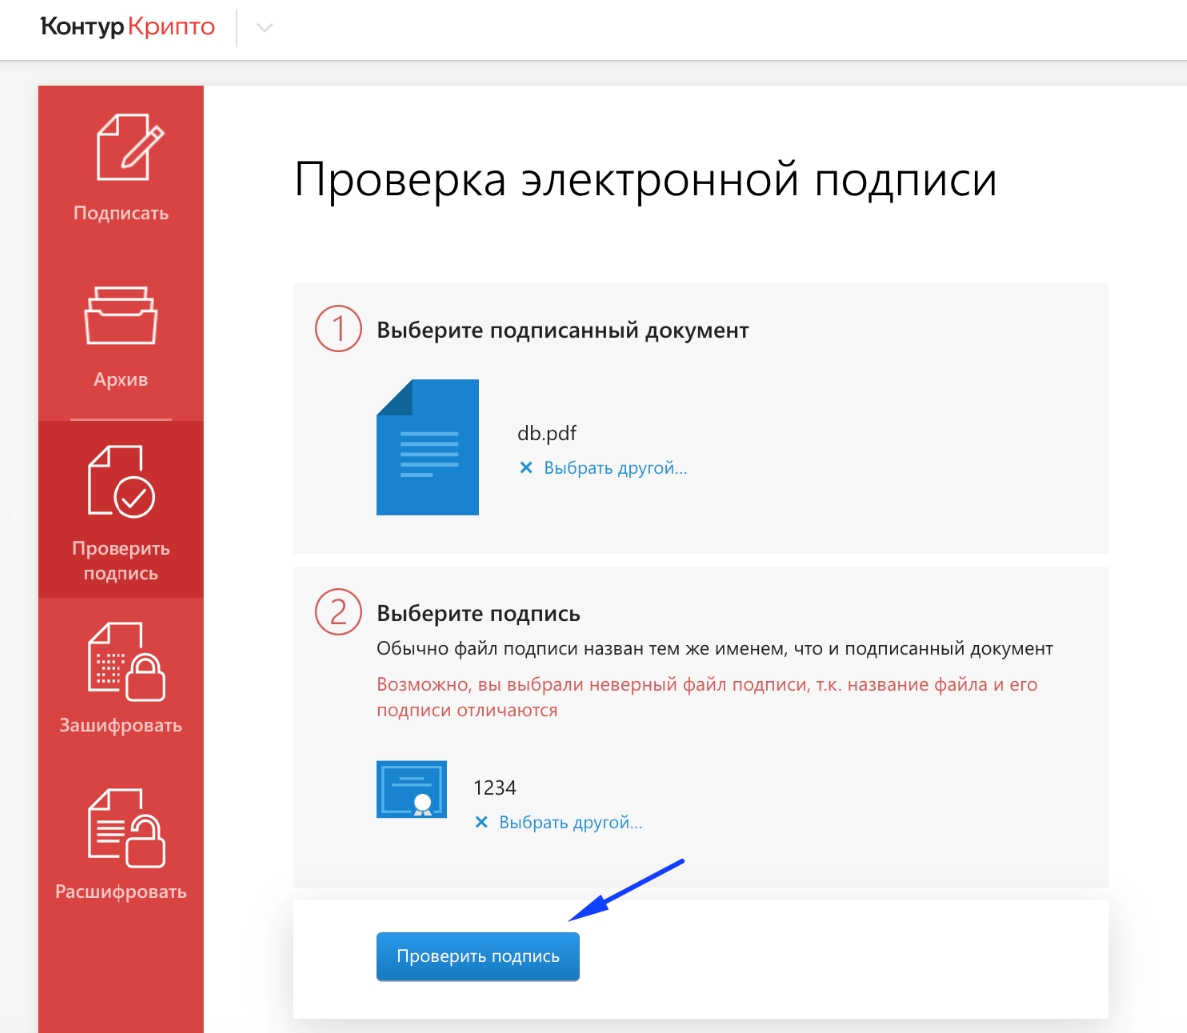 Контур Крипто
Подписать
Архив
Проверить
подпись
Зашифровать
Расшифровать
Проверка электронной подписи
1 Выберите подписанный документ
db.pdf
× Выбрать другой...
2 Выберите подпись
Обычно файл подписи назван тем же именем, что и подписанный документ
Возможно, вы выбрали неверный файл подписи, т.к. название файла и его
подписи отличаются
1234
× Выбрать другой...
Проверить подпись